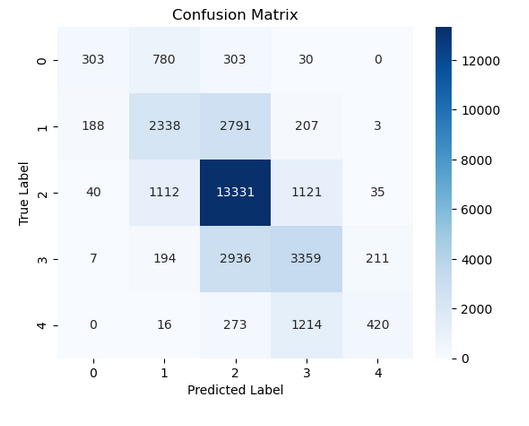 Confusion Matrix
0 303 780 303 30 0
1 188 2338 2791 207 3
2 40 1112 13331 1121 35
3 7 194 2936 3359 211
4 0 16 273 1214 420
0 1 2 3 4
Predicted Label
True Label
12000
10000
8000
6000
4000
2000
0